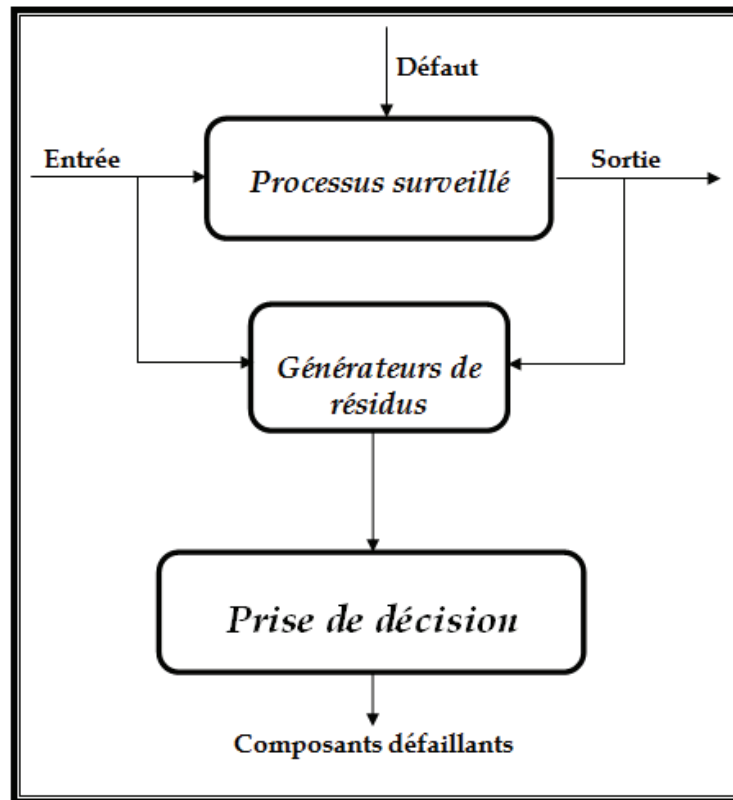 Défaut
Entrée
Sortie
Processus surveillé
Générateurs de
résidus
Prise de décision
Composants défaillants